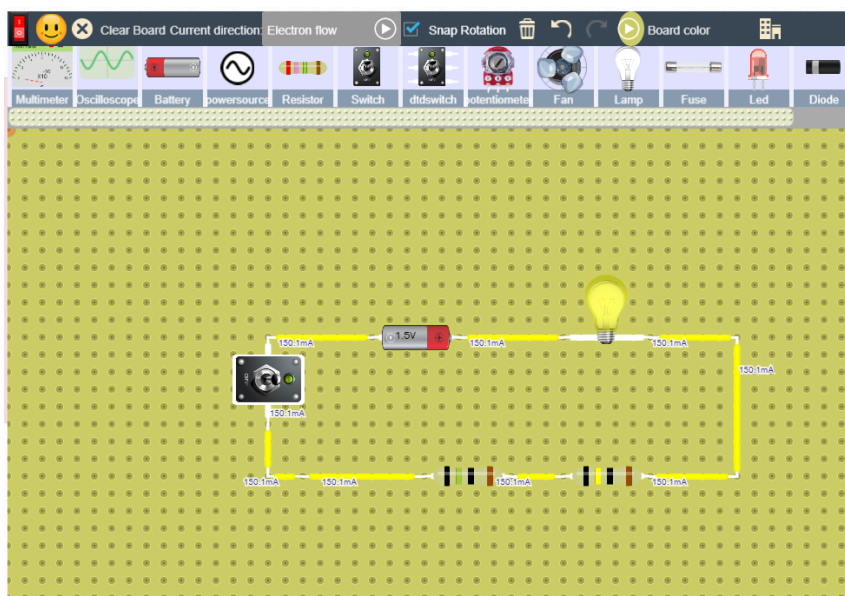 Clear Board Current direction: Electron flow Snap Rotation Board color
x10
Multimeter Oscilloscope Battery powersource Resistor Switch dtdswitch potentiomete Fan Lamp Fuse Led Diode
1.5V
150.1mA 150.1mA 150.1mA
150.1mA
150.1mA
150.1mA 150.1mA 150.1mA 150.1mA